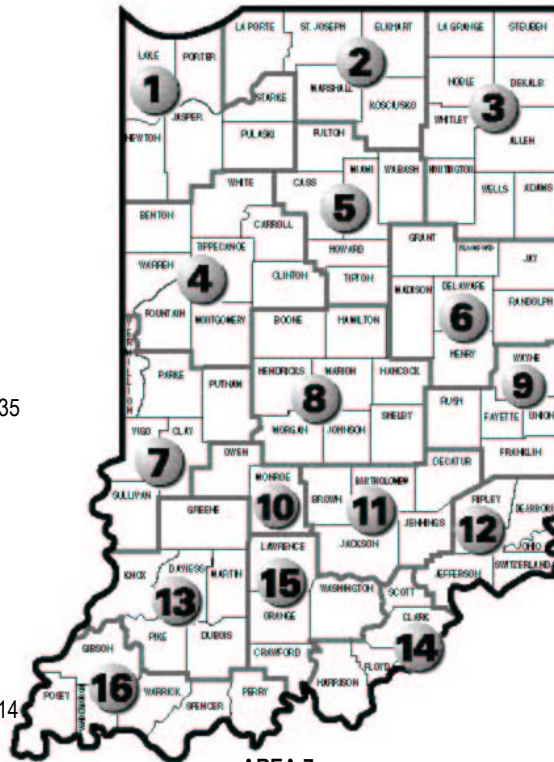 LA PORTE ST. JOSEPH ELKHART LA GRANGE STEUBEN
LAKE PORTER
1 2 3
NOBLE DEKALB
STARKE MARSHALL KOSCIUSKO
JASPER
NEWTON
WHITLEY ALLEN
PULASKI FULTON
MIAMI WABASH HUNTINGTON
WHITE CASS
WELLS ADAMS
5
BENTON
CARROLL
TIPPECANOE
HOWARD
GRANT
BLACKFORD JAY
WARREN
4
CLINTON TIPTON
MADISON DELAWARE
RANDOLPH
6
FOUNTAIN MONTGOMERY BOONE HAMILTON
HENRY
WAYNE
VERMILLION
PARKE PUTNAM HENDRICKS MARION HANCOCK
9
8
RUSH FAYETTE UNION
35
SHELBY
VIGO CLAY
MORGAN JOHNSON
FRANKLIN
7
OWEN
DECATUR
MONROE
BARTHOLOMEW
SULLIVAN
10
BROWN
11
RIPLEY
DEARBORN
GREENE
JENNINGS
12
OHIO
LAWRENCE
JACKSON
JEFFERSON SWITZERLAND
KNOX DAVIESS MARTIN
15
WASHINGTON SCOTT
13
ORANGE
CLARK
PIKE DUBOIS
GIBSON
CRAWFORD
FLOYD
14
16
HARRISON
POSEY
WARRICK
SPENCER PERRY
14
AREA 7